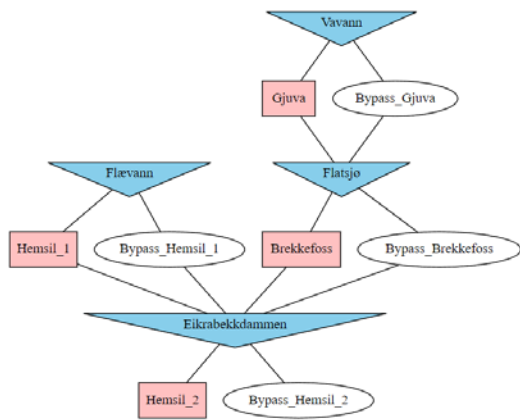 Vavann
Gjuva
Bypass_Gjuva
Flævann
Flatsjø
Hemsil_1
Bypass_Hemsil_1
Brekkefoss
Bypass_Brekkefoss
Eikrabekkdammen
Hemsil_2
Bypass_Hemsil_2